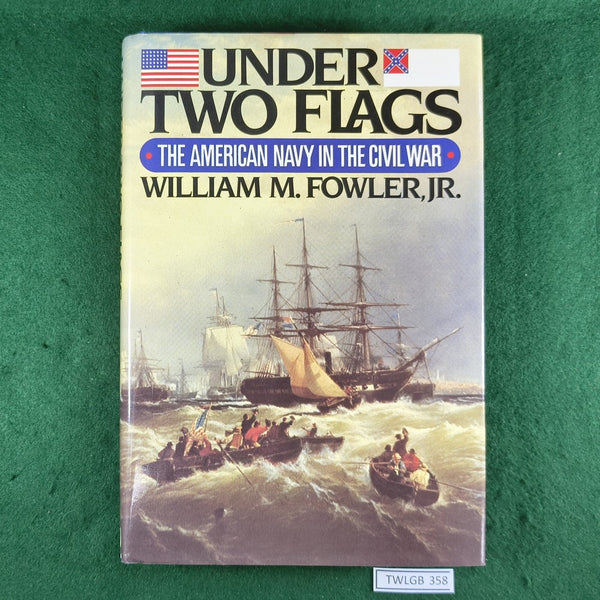 UNDER
TWO FLAGS
• THE AMERICAN NAVY IN THE CIVIL WAR •
WILLIAM M. FOWLER, JR.
TWLGB 358